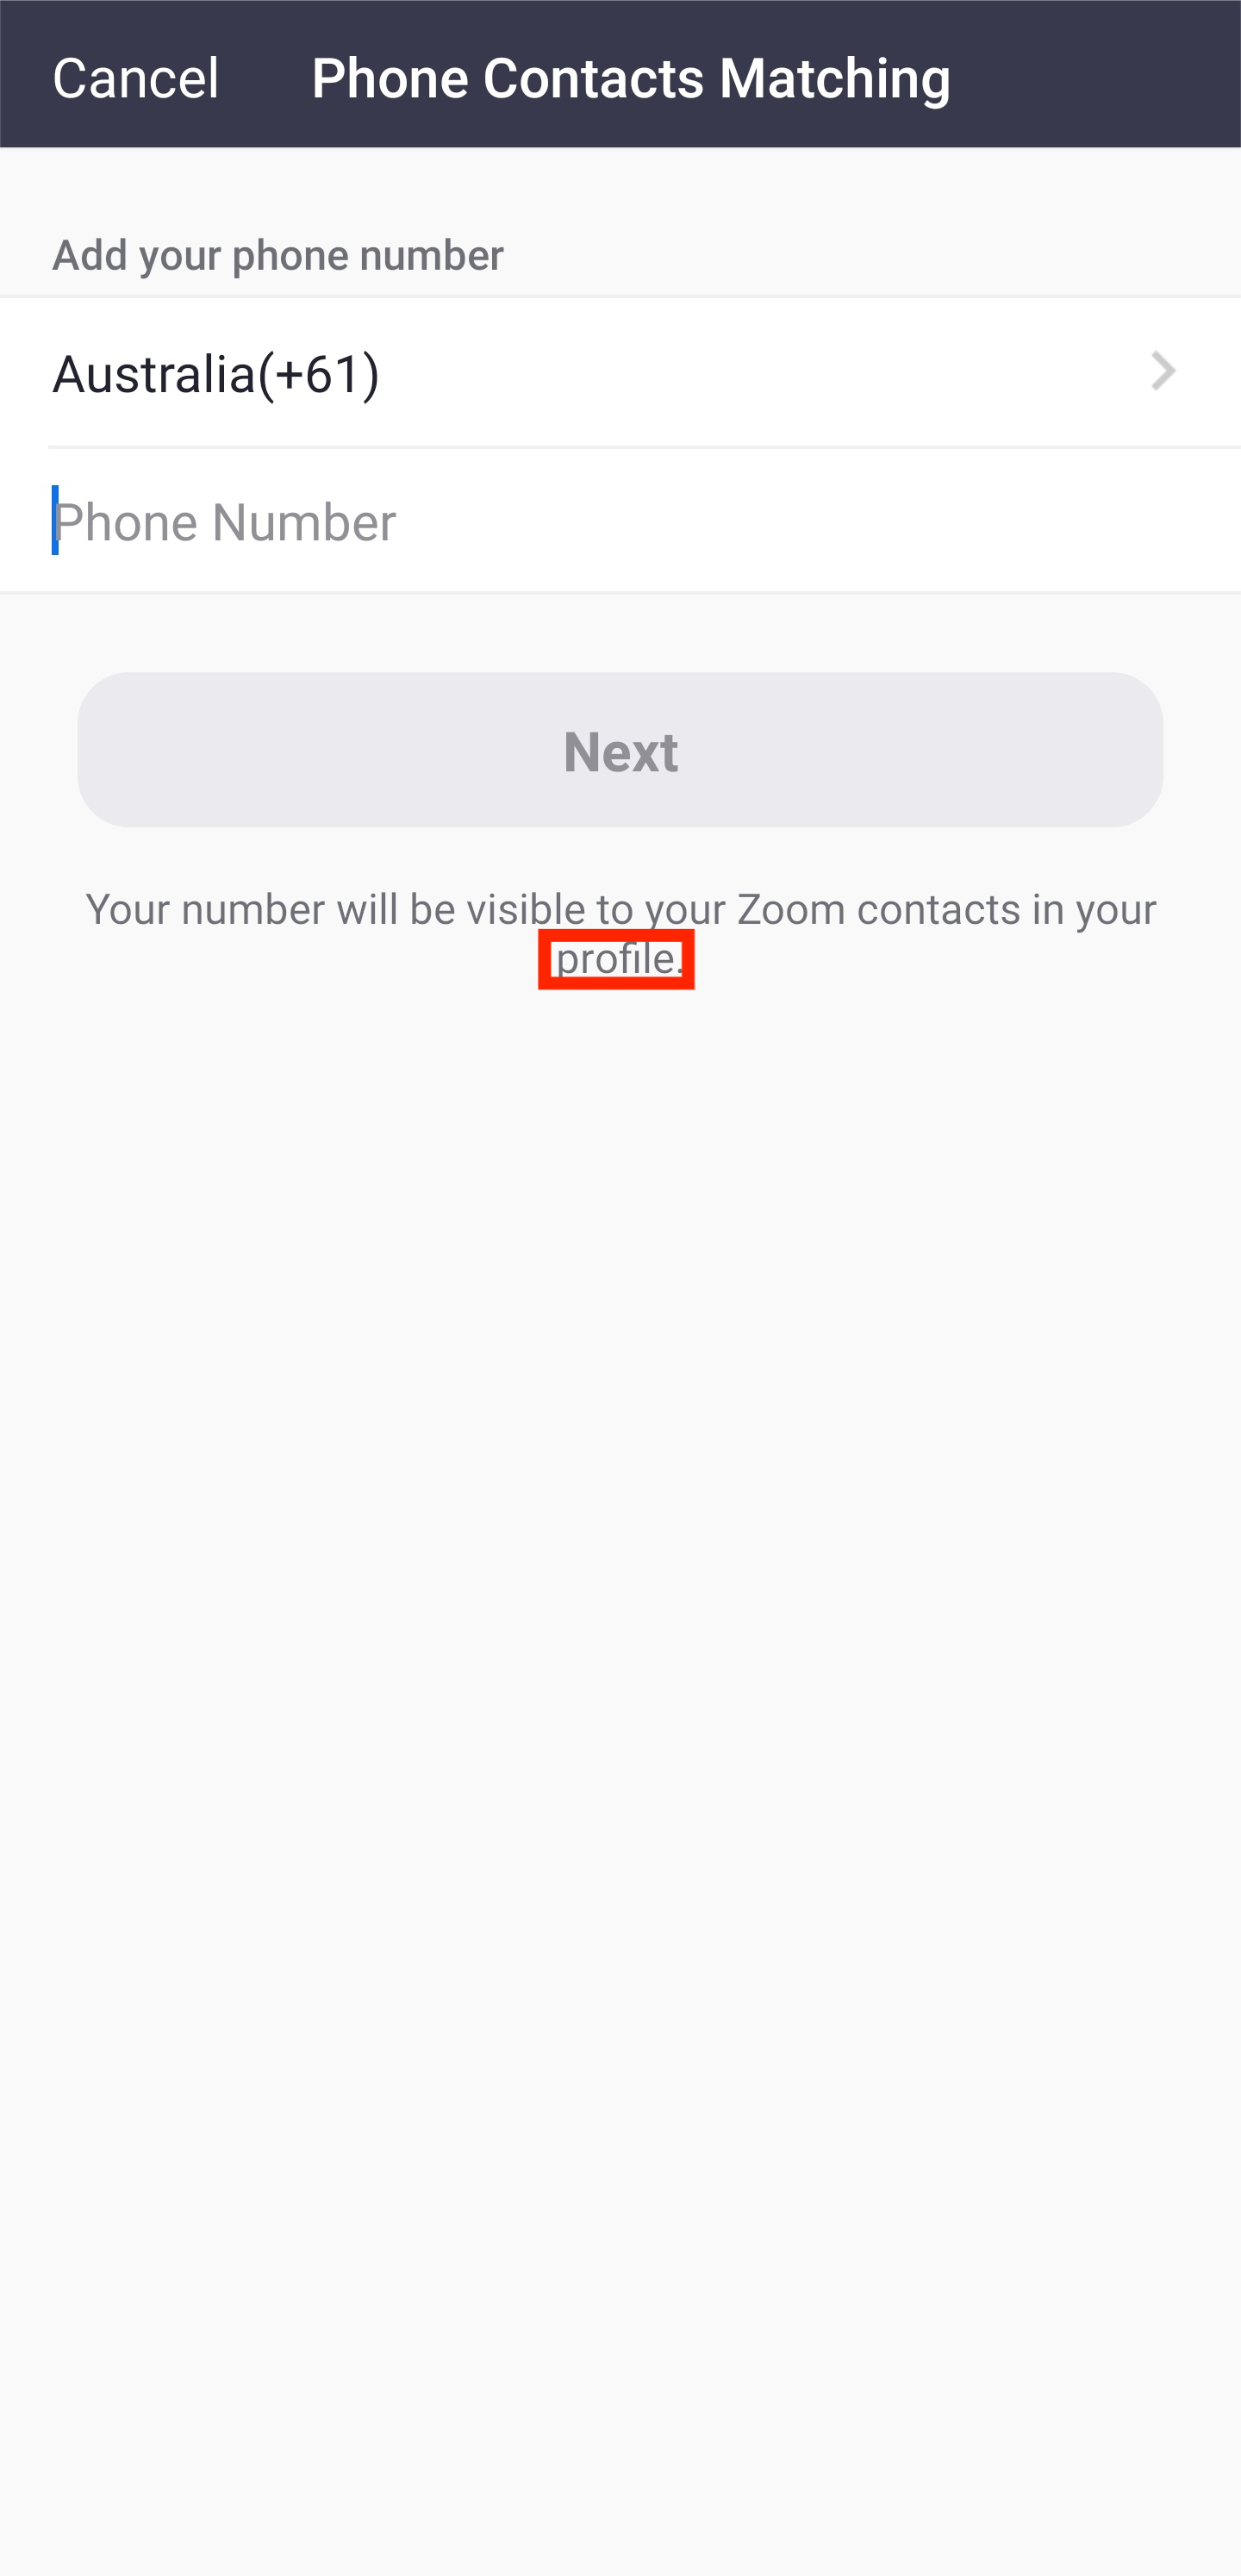 Cancel Phone Contacts Matching
Add your phone number
Australia(+61)
Phone Number
Next
Your number will be visible to your Zoom contacts in your
profile.